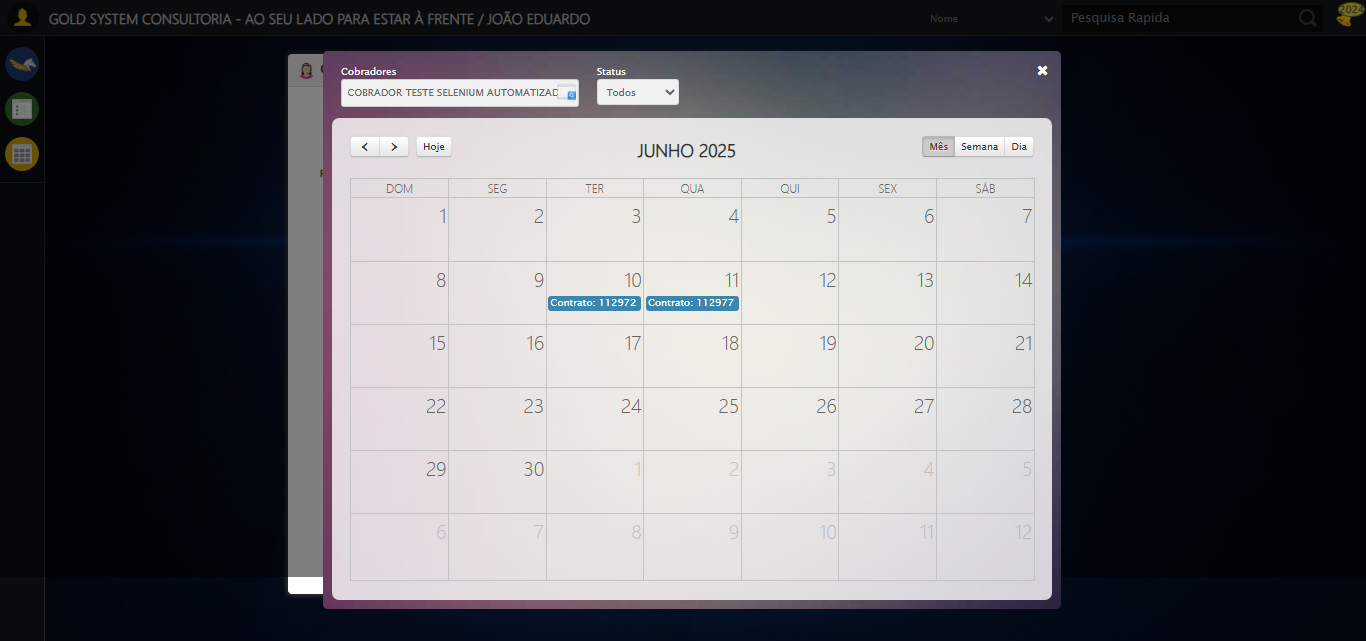 GOLD SYSTEM CONSULTORIA - AO SEU LADO PARA ESTAR À FRENTE / JOÃO EDUARDO
Nome
Pesquisa Rapida
2024
Cobradores
Status
COBRADOR TESTE SELENIUM AUTOMATIZAD
Todos
Hoje
JUNHO 2025
Mês Semana Dia
DOM SEG TER QUA QUI SEX SÁB
1 2 3 4 5 6 7
8 9 10 11 12 13 14
Contrato: 112972 Contrato: 112977
15 16 17 18 19 20 21
22 23 24 25 26 27 28
29 30 1 2 3 4 5
6 7 8 9 10 11 12